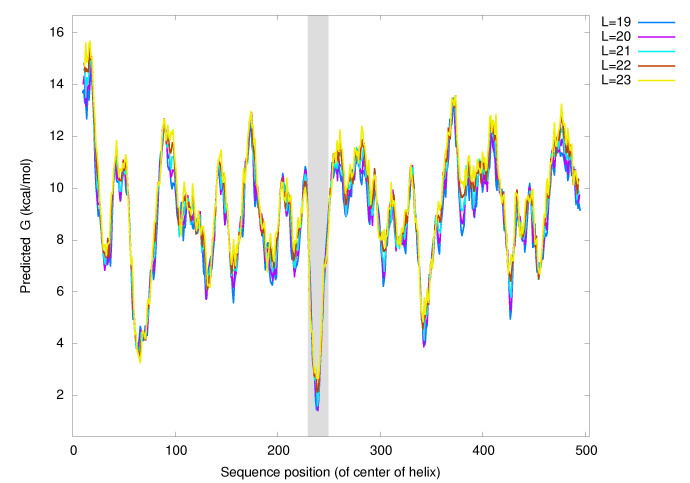 L=19
L=20
L=21
L=22
L=23
16
14
12
10
8
6
4
2
Predicted G (kcal/mol)
0 100 200 300 400 500
Sequence position (of center of helix)